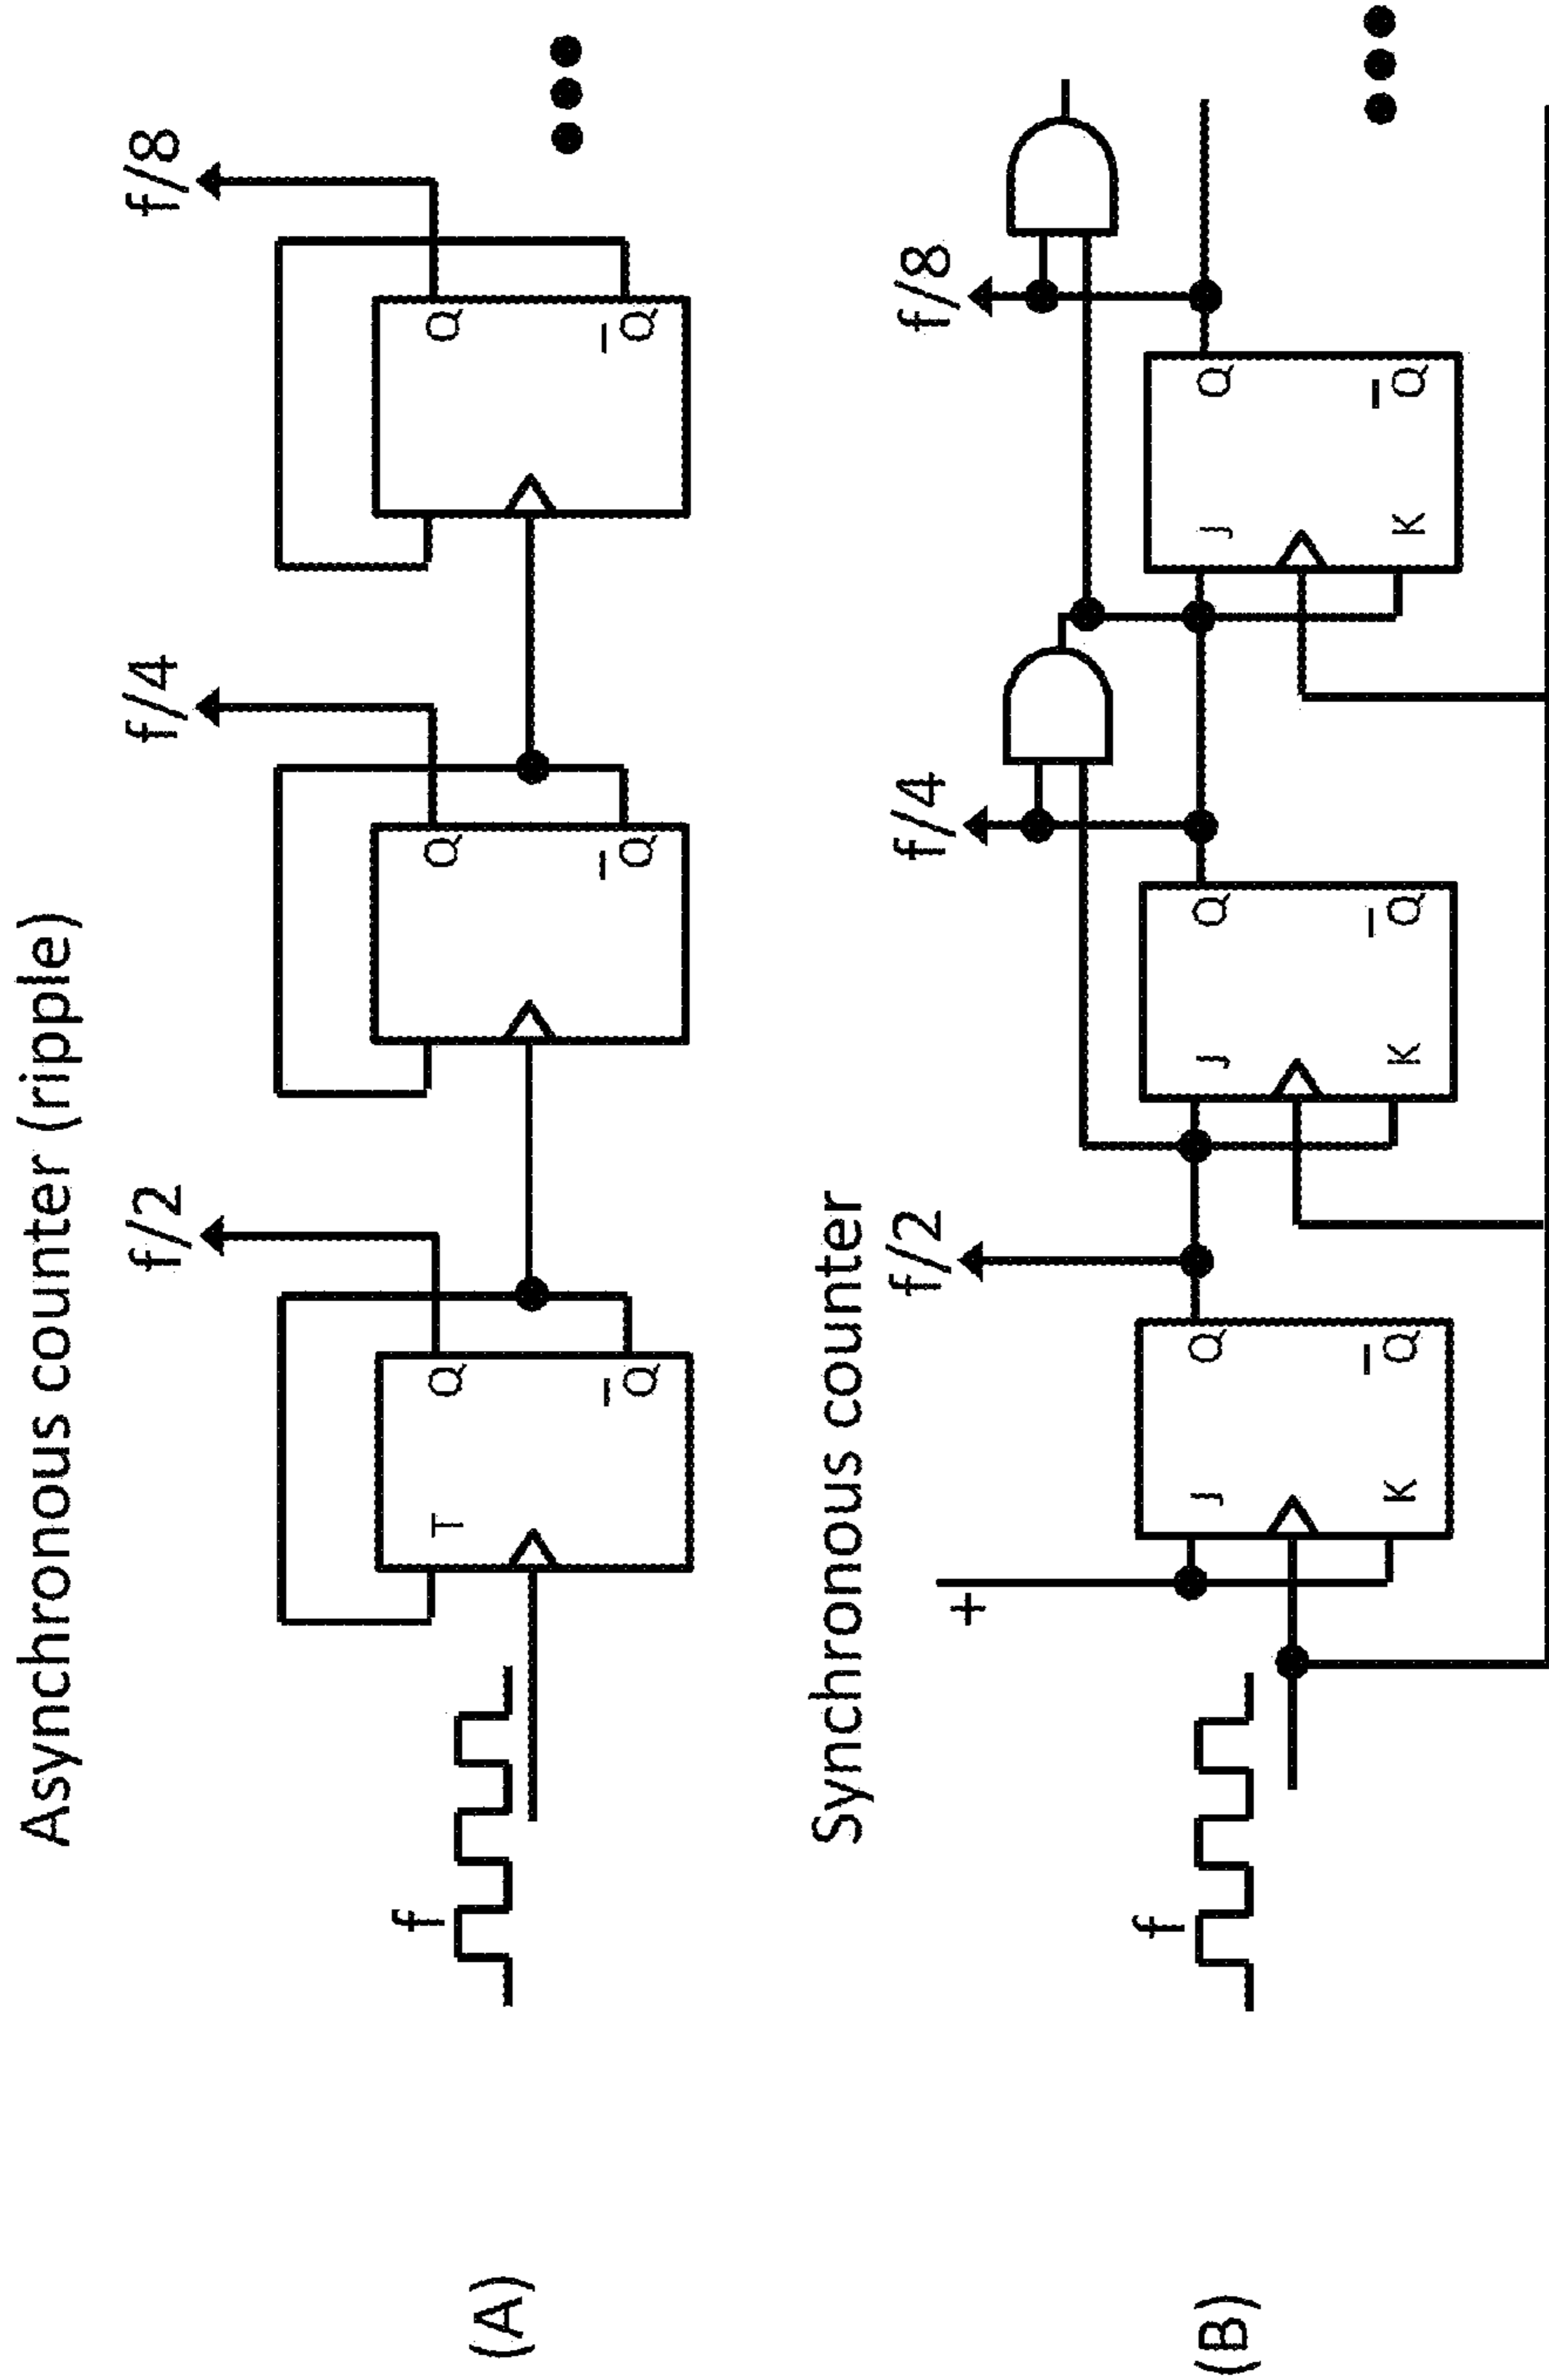 Asynchronous counter (ripple)
f/2
f/4
f/8
f
T
Q
Q̅
Q
Q̅
Q
Q̅
(A)
Synchronous counter
f/2
f/4
f/8
f
+
J
Q
K
Q̅
J
Q
K
Q̅
J
Q
K
Q̅
(B)